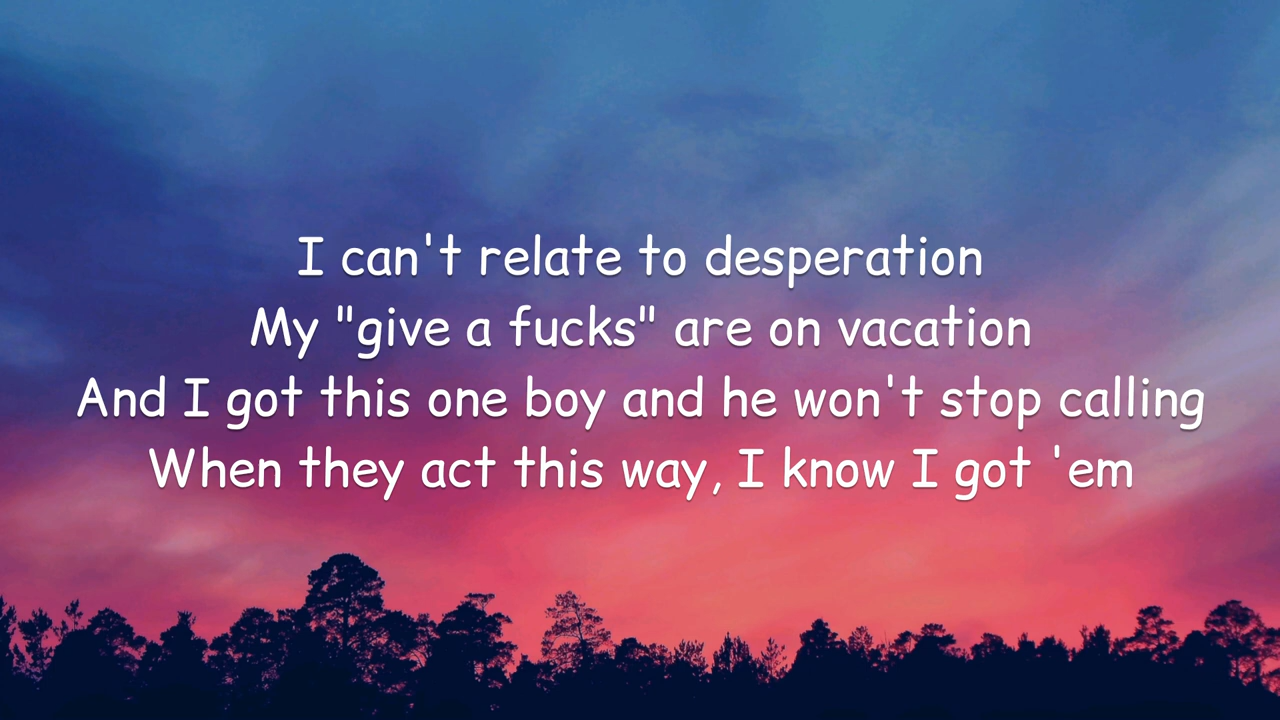 I can't relate to desperation
My "give a fucks" are on vacation
And I got this one boy and he won't stop calling
When they act this way, I know I got 'em